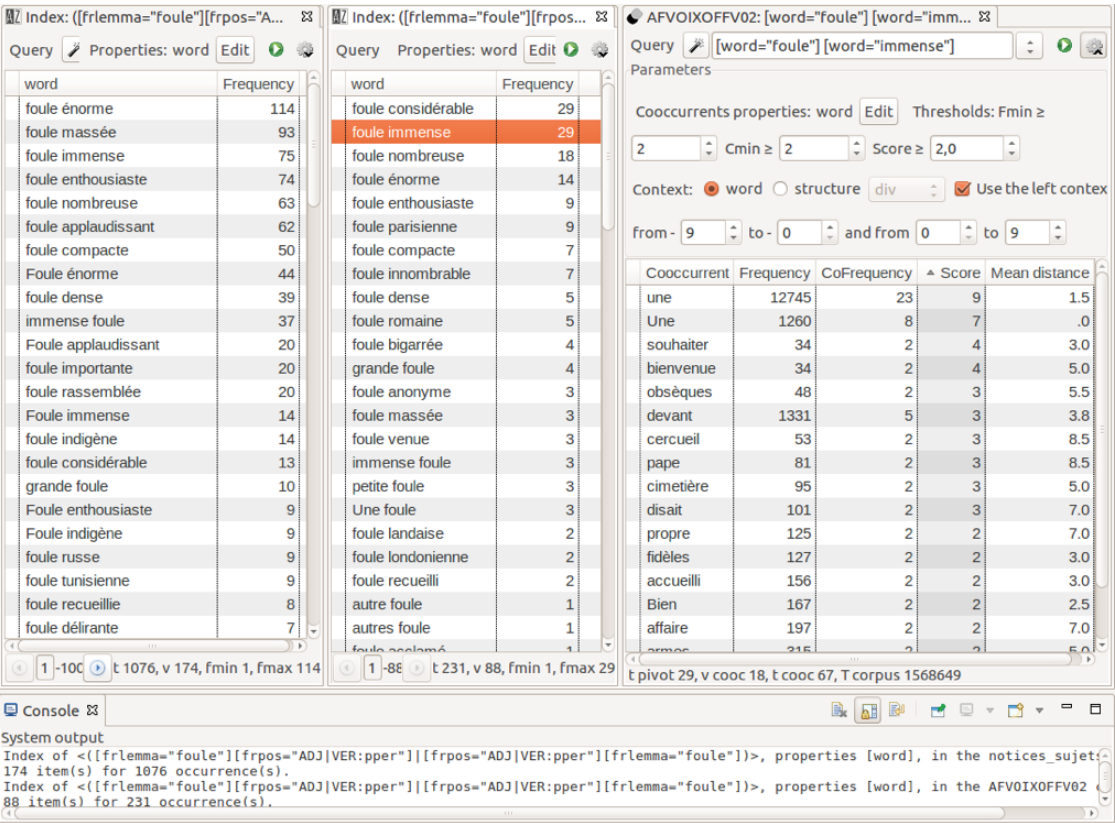 Index: ([frlemma="foule"][frpos="A...
Query Properties: word Edit
word Frequency
foule énorme 114
foule massée 93
foule immense 75
foule enthousiaste 74
foule nombreuse 63
foule applaudissant 62
foule compacte 50
Foule énorme 44
foule dense 39
immense foule 37
Foule applaudissant 20
foule importante 20
foule rassemblée 20
Foule immense 14
foule indigène 14
foule considérable 13
grande foule 10
Foule enthousiaste 9
Foule indigène 9
foule russe 9
foule tunisienne 9
foule recueillie 8
foule délirante 7
1 -100 t 1076, v 174, fmin 1, fmax 114
Index: ([frlemma="foule"][frpos...
Query Properties: word Edit
word Frequency
foule considérable 29
foule immense 29
foule nombreuse 18
foule énorme 14
foule enthousiaste 9
foule parisienne 9
foule compacte 7
foule innombrable 7
foule dense 5
foule romaine 5
foule bigarrée 4
grande foule 4
foule anonyme 3
foule massée 3
foule venue 3
immense foule 3
petite foule 3
Une foule 3
foule landaise 2
foule londonienne 2
foule recueilli 2
autre foule 1
autres foule 1
foule acclamé 1
1 -88 t 231, v 88, fmin 1, fmax 29
AFVOIXOFFV02: [word="foule"] [word="imm...
Query [word="foule"] [word="immense"]
Parameters
Cooccurrents properties: word Edit Thresholds: Fmin ≥
2 Cmin ≥ 2 Score ≥ 2,0
Context: word structure div Use the left contex
from - 9 to - 0 and from 0 to 9
Cooccurrent Frequency CoFrequency Score Mean distance
une 12745 23 9 1.5
Une 1260 8 7 .0
souhaiter 34 2 4 3.0
bienvenue 34 2 4 5.0
obsèques 48 2 3 5.5
devant 1331 5 3 3.8
cercueil 53 2 3 8.5
pape 81 2 3 8.5
cimetière 95 2 3 5.0
disait 101 2 3 7.0
propre 125 2 2 7.0
fidèles 127 2 2 3.0
accueilli 156 2 2 3.0
Bien 167 2 2 2.5
affaire 197 2 2 7.0
armes 315 2 2 5.0
t pivot 29, v cooc 18, t cooc 67, T corpus 1568649
Console
System output
Index of <([frlemma="foule"][frpos="ADJ|VER:pper"]|[frpos="ADJ|VER:pper"][frlemma="foule"])>, properties [word], in the notices_sujets
174 item(s) for 1076 occurrence(s).
Index of <([frlemma="foule"][frpos="ADJ|VER:pper"]|[frpos="ADJ|VER:pper"][frlemma="foule"])>, properties [word], in the AFVOIXOFFV02
88 item(s) for 231 occurrence(s).